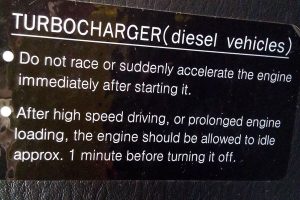 TURBOCHARGER(diesel vehicles)
● Do not race or suddenly accelerate the engine
immediately after starting it.
● After high speed driving, or prolonged engine
loading, the engine should be allowed to idle
approx. 1 minute before turning it off.